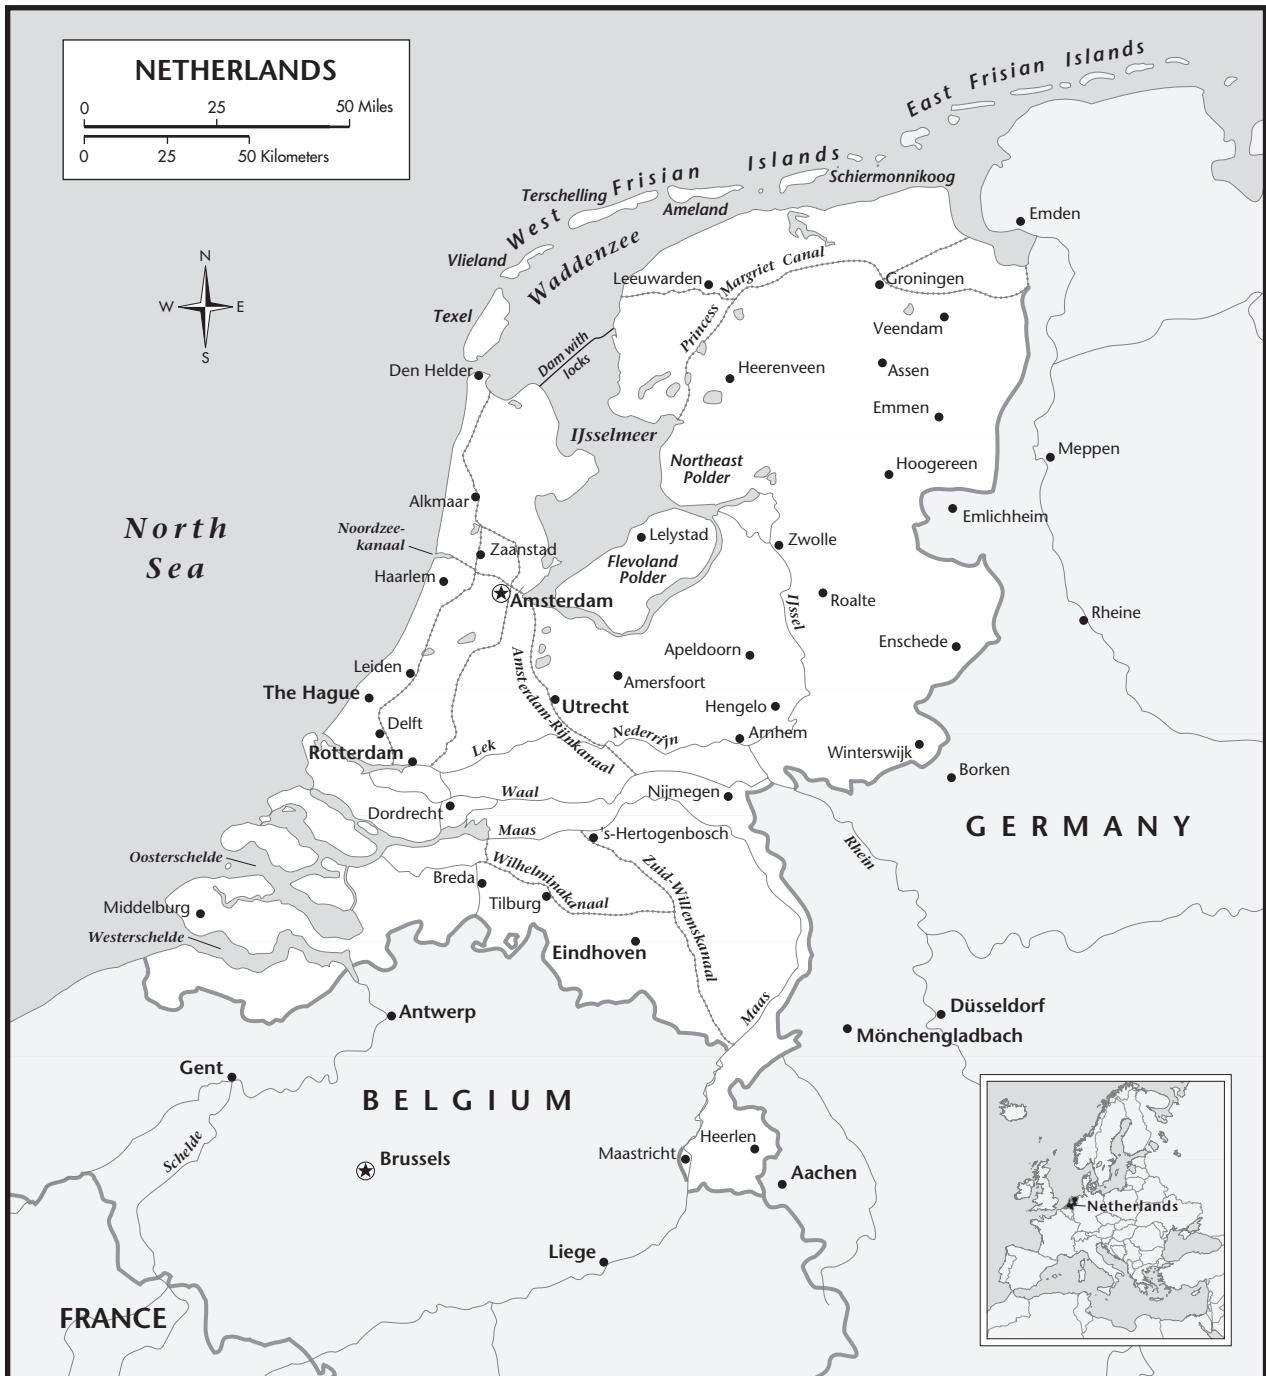 NETHERLANDS
0 25 50 Miles
0 25 50 Kilometers
East Frisian Islands
West Frisian Islands
Schiermonnikoog
Terschelling
Ameland
Vlieland
Waddenzee
Texel
N
W E
S
Emden
Leeuwarden
Princess Margriet Canal
Groningen
Veendam
Dam with
locks
Den Helder
Heerenveen
Assen
Emmen
IJsselmeer
Northeast
Polder
Hoogereen
Meppen
Alkmaar
Emlichheim
North
Sea
Noordzee-
kanaal
Zaanstad
Lelystad
Flevoland
Polder
Zwolle
Haarlem
Amsterdam
IJssel
Roalte
Rheine
Enschede
Apeldoorn
Leiden
Amersfoort
The Hague
Amsterdam-Rijnkanaal
Utrecht
Hengelo
Delft
Nederrijn
Arnhem
Rotterdam
Lek
Winterswijk
Borken
Waal
Nijmegen
Dordrecht
GERMANY
Maas
's-Hertogenbosch
Oosterschelde
Rhein
Wilhelminakanaal
Zuid-Willemskanaal
Breda
Tilburg
Middelburg
Westerschelde
Eindhoven
Maas
Antwerp
Düsseldorf
Mönchengladbach
Gent
BELGIUM
Schelde
Heerlen
Maastricht
Brussels
Aachen
Netherlands
Liege
FRANCE